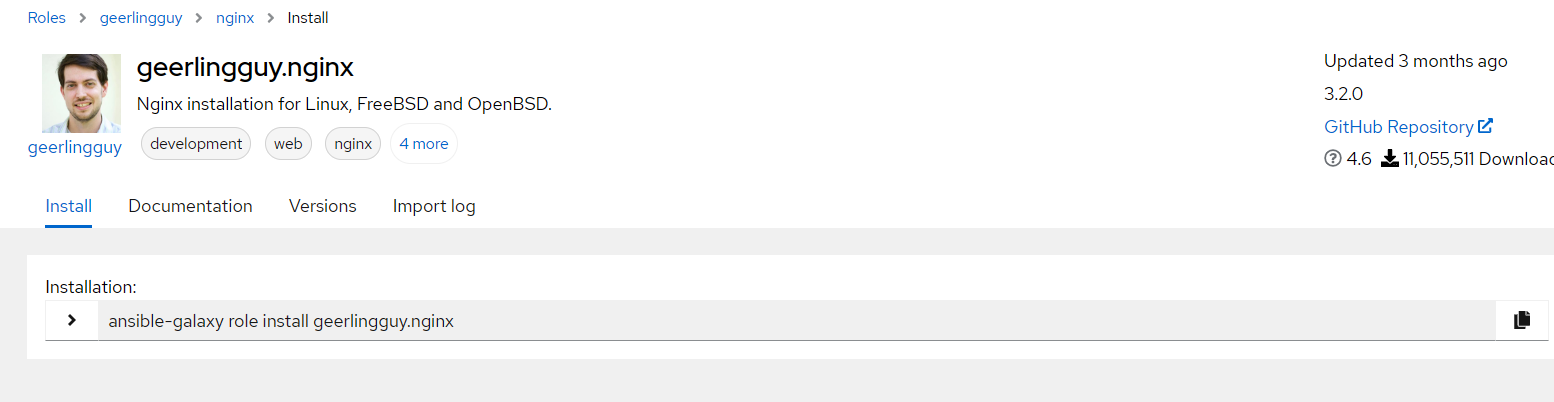 Roles > geerlingguy > nginx > Install
geerlingguy.nginx
Nginx installation for Linux, FreeBSD and OpenBSD.
development web nginx 4 more
geerlingguy
Updated 3 months ago
3.2.0
GitHub Repository
4.6 11,055,511 Downloac
Install Documentation Versions Import log
Installation:
ansible-galaxy role install geerlingguy.nginx